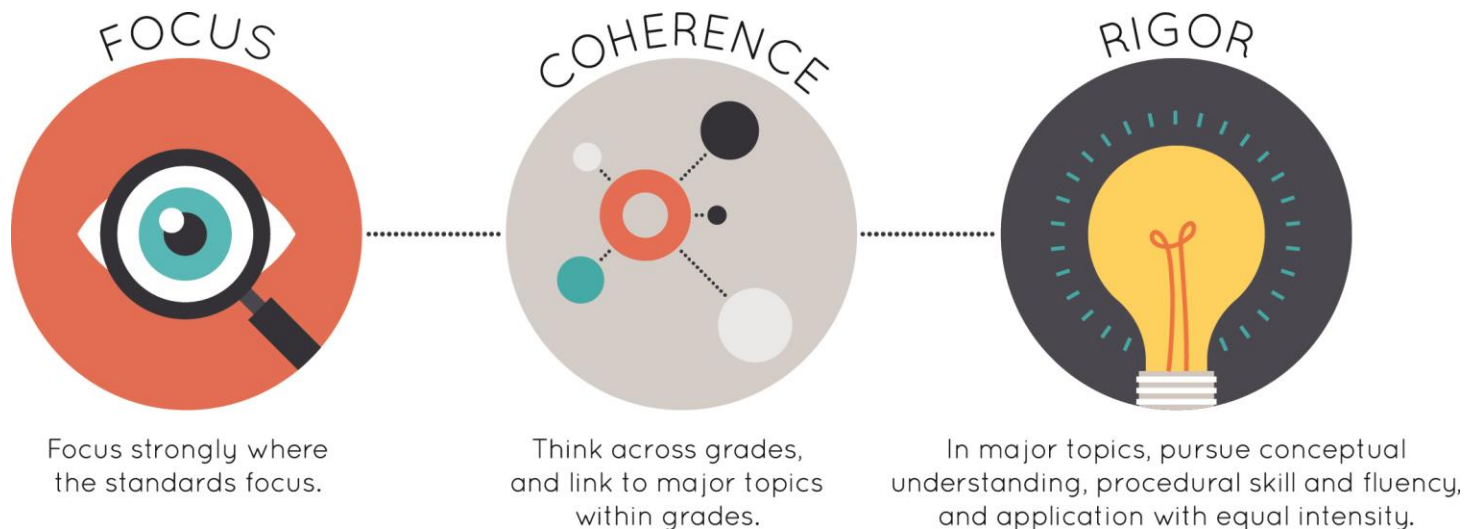 FOCUS
Focus strongly where
the standards focus.
COHERENCE
Think across grades,
and link to major topics
within grades.
RIGOR
In major topics, pursue conceptual
understanding, procedural skill and fluency,
and application with equal intensity.